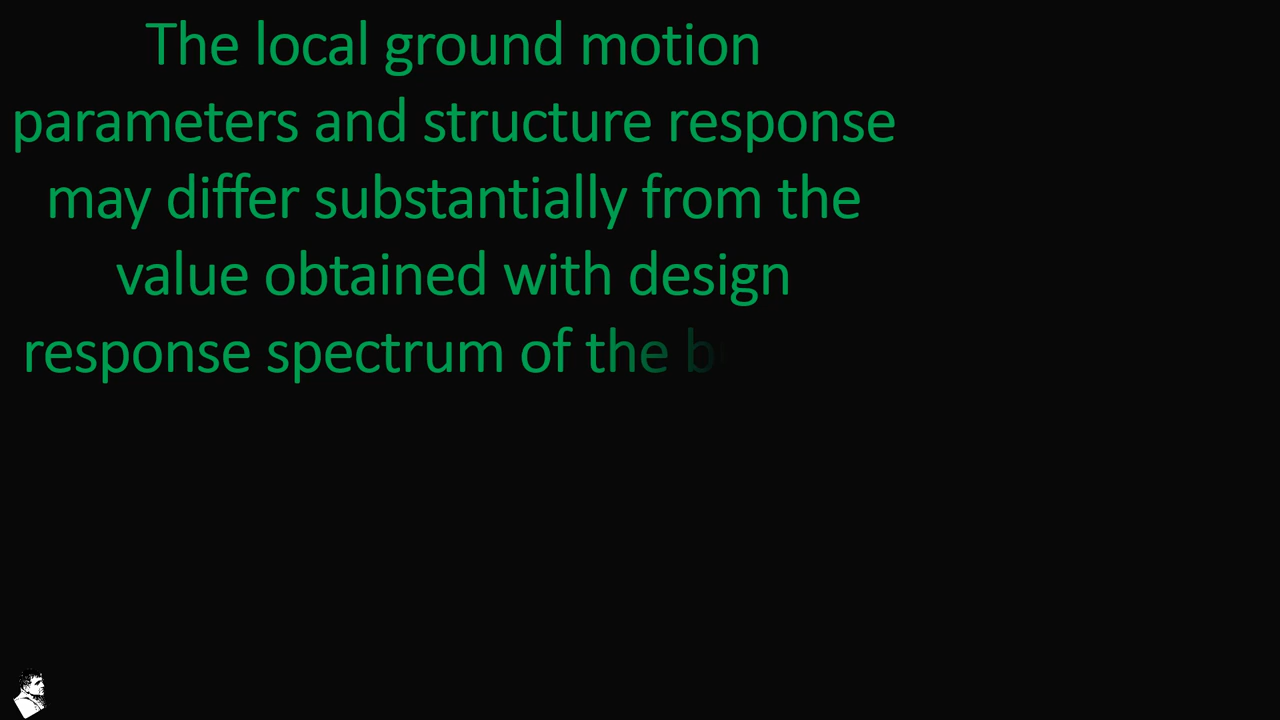 The local ground motion
parameters and structure response
may differ substantially from the
value obtained with design
response spectrum of the